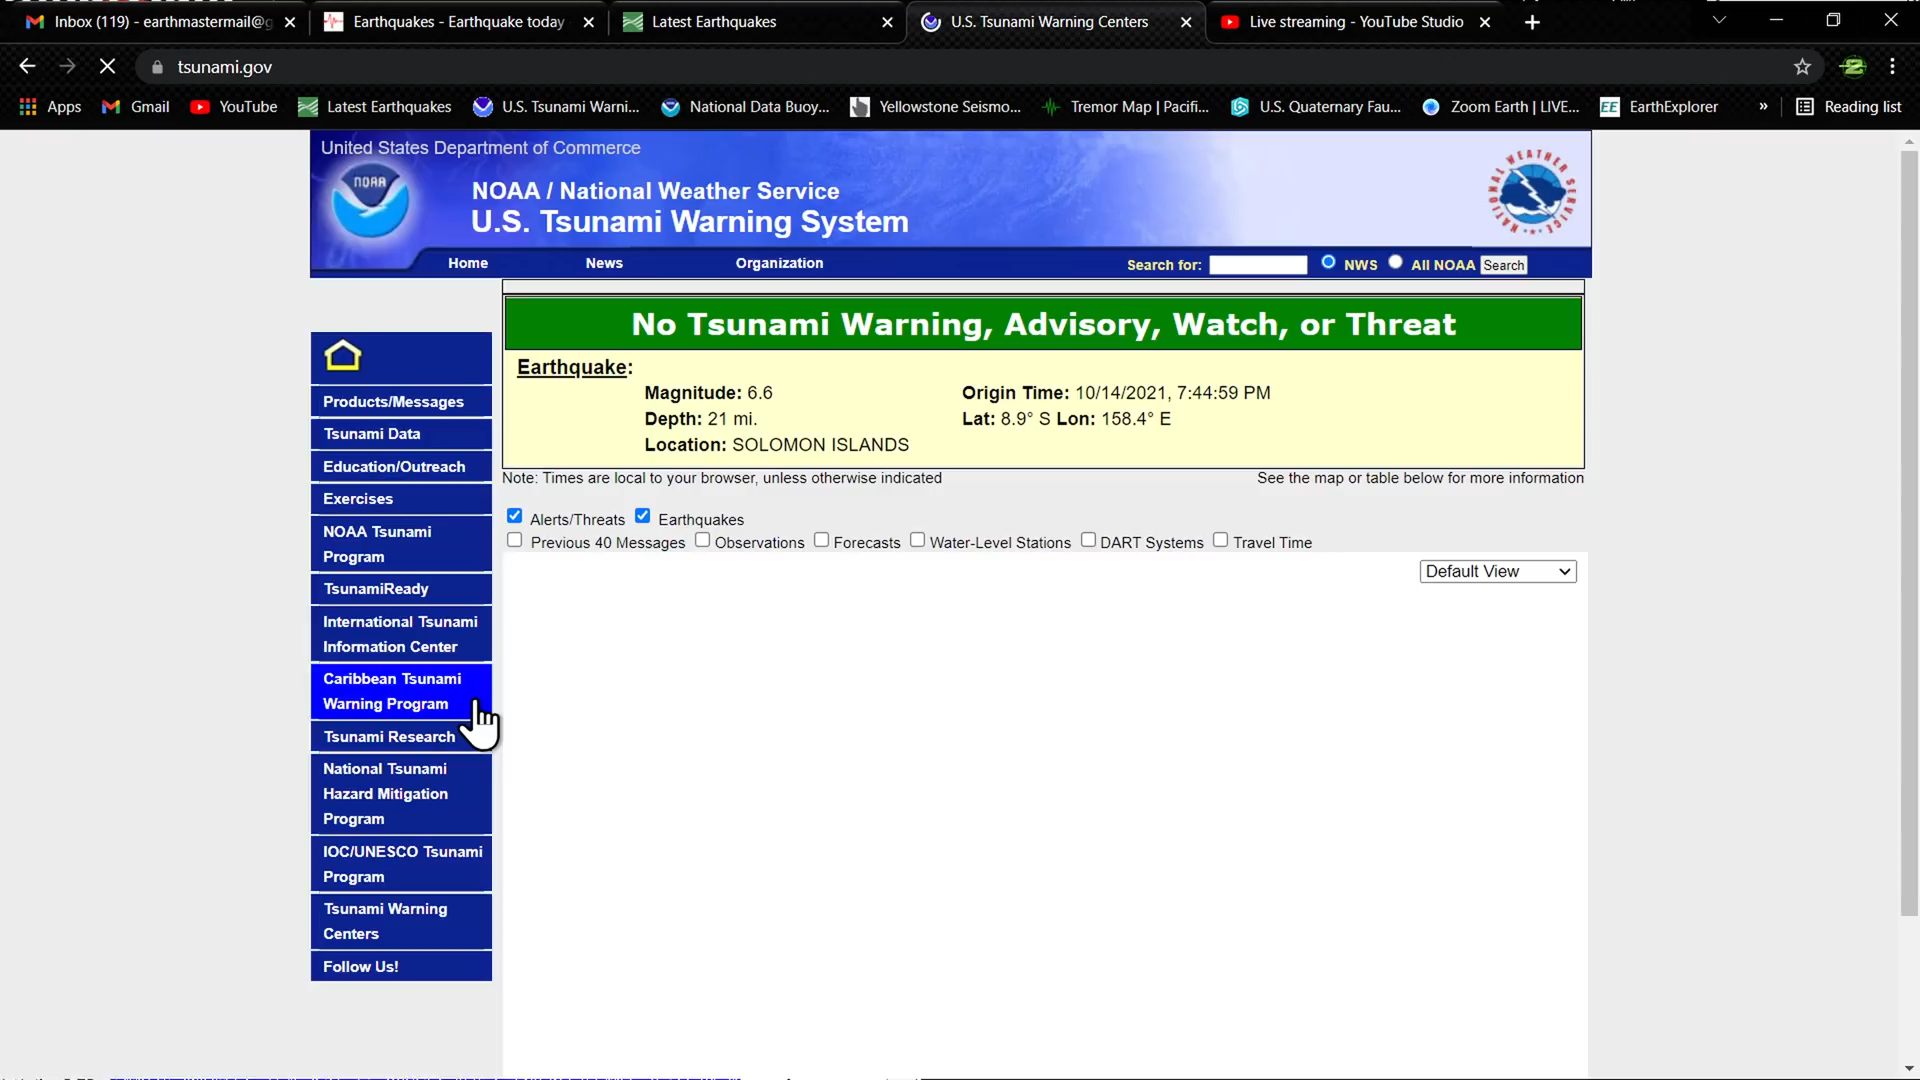 Inbox (119) - earthmastermail@g
Earthquakes - Earthquake today
Latest Earthquakes
U.S. Tsunami Warning Centers
Live streaming - YouTube Studio
tsunami.gov
Apps
Gmail
YouTube
Latest Earthquakes
U.S. Tsunami Warni...
National Data Buoy...
Yellowstone Seismo...
Tremor Map | Pacifi...
U.S. Quaternary Fau...
Zoom Earth | LIVE...
EE EarthExplorer
»
Reading list
United States Department of Commerce
NOAA
NOAA / National Weather Service
U.S. Tsunami Warning System
NATIONAL WEATHER SERVICE
Home News Organization
Search for: NWS All NOAA Search
No Tsunami Warning, Advisory, Watch, or Threat
Earthquake:
Magnitude: 6.6 Origin Time: 10/14/2021, 7:44:59 PM
Depth: 21 mi. Lat: 8.9° S Lon: 158.4° E
Location: SOLOMON ISLANDS
Note: Times are local to your browser, unless otherwise indicated See the map or table below for more information
Alerts/Threats Earthquakes
Previous 40 Messages Observations Forecasts Water-Level Stations DART Systems Travel Time
Default View
Products/Messages
Tsunami Data
Education/Outreach
Exercises
NOAA Tsunami
Program
TsunamiReady
International Tsunami
Information Center
Caribbean Tsunami
Warning Program
Tsunami Research
National Tsunami
Hazard Mitigation
Program
IOC/UNESCO Tsunami
Program
Tsunami Warning
Centers
Follow Us!